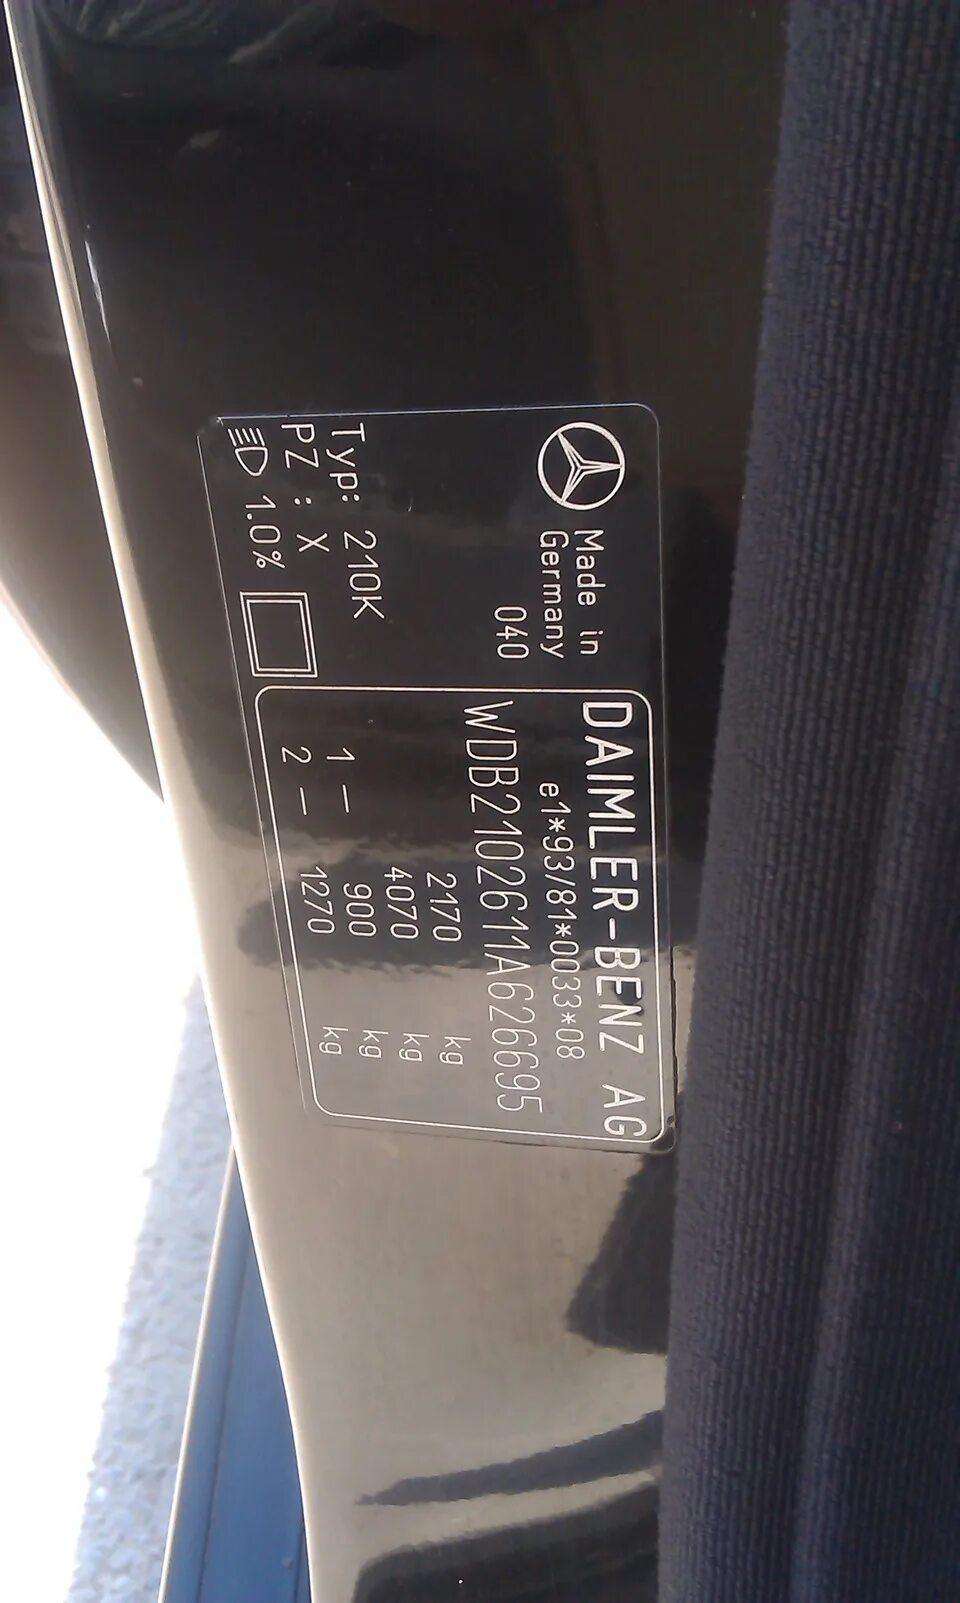 Made in
Germany
040
Typ: 210K
PZ : X
1.0%
DAIMLER-BENZ AG
e1*93/81*0033*08
WDB2102611A626695
2170 kg
4070 kg
1 — 900 kg
2 — 1270 kg